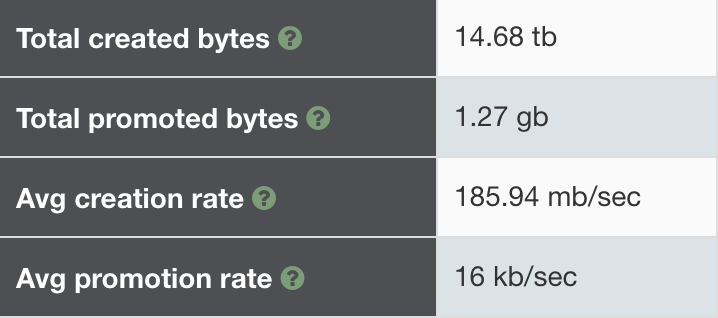 Total created bytes ? 14.68 tb
Total promoted bytes ? 1.27 gb
Avg creation rate ? 185.94 mb/sec
Avg promotion rate ? 16 kb/sec